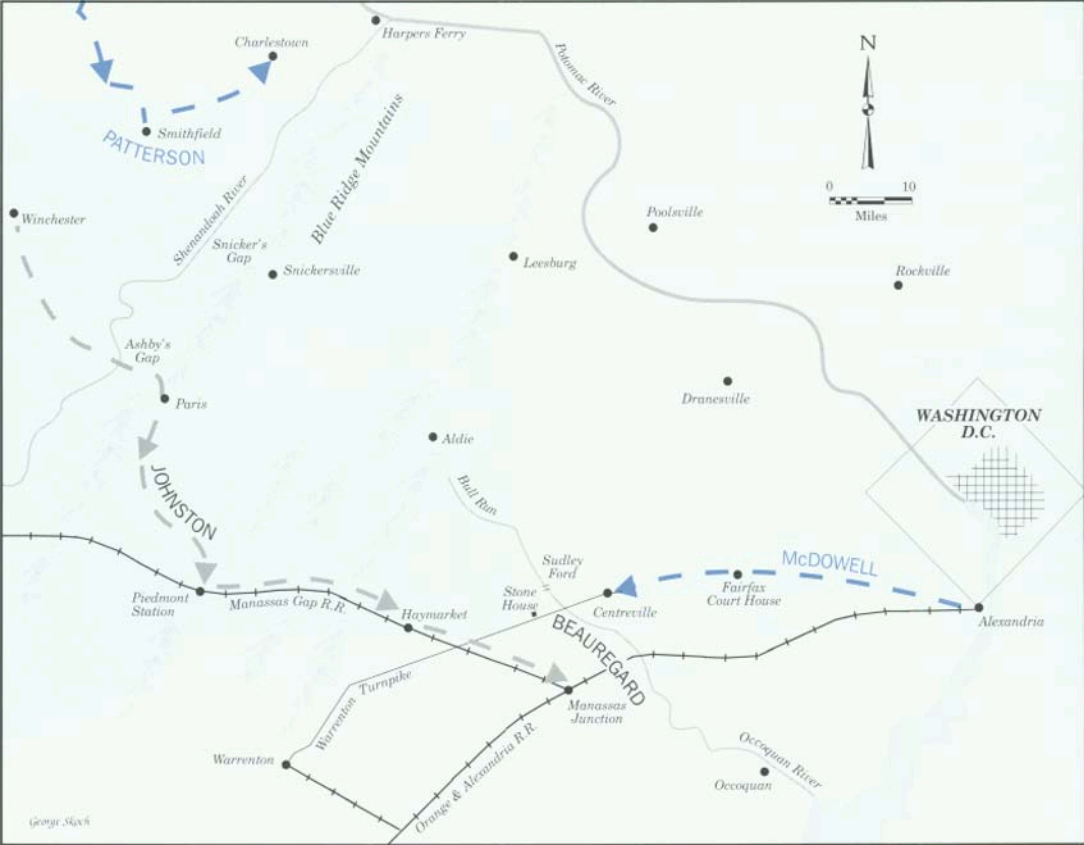 Harpers Ferry
Charlestown
Potomac River
N
Smithfield
PATTERSON
Blue Ridge Mountains
0 10
Miles
Winchester
Shenandoah River
Poolsville
Snicker's
Gap
Snickersville
Leesburg
Rockville
Ashby's
Gap
Paris
Dranesville
WASHINGTON
D.C.
Aldie
JOHNSTON
Bull Run
Sudley
Ford
McDOWELL
Stone
House
Centreville
Fairfax
Court House
Piedmont
Station
Manassas Gap R.R.
Haymarket
Alexandria
BEAUREGARD
Warrenton Turnpike
Manassas
Junction
Warrenton
Orange & Alexandria R.R.
Occoquan River
Occoquan
George Skoch